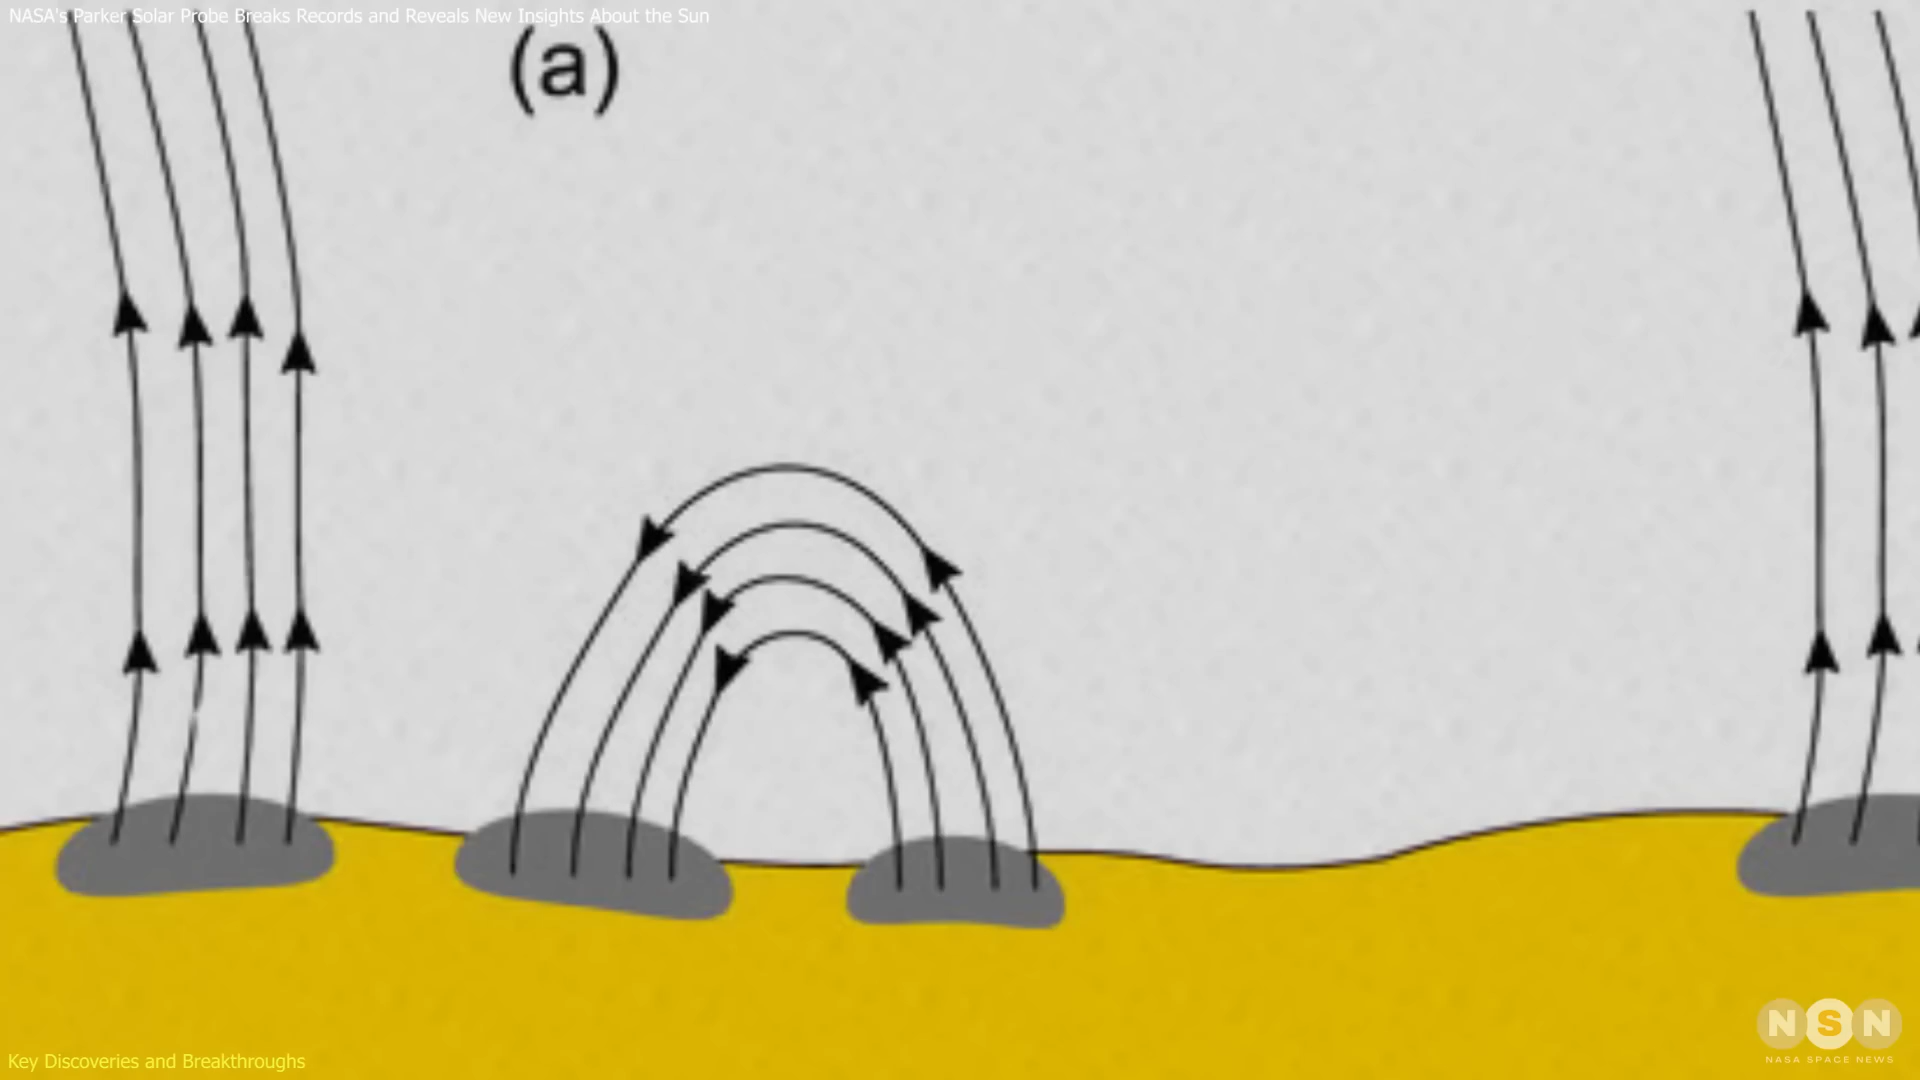 NASA's Parker Solar Probe Breaks Records and Reveals New Insights About the Sun
(a)
NSN
NASA SPACE NEWS
Key Discoveries and Breakthroughs